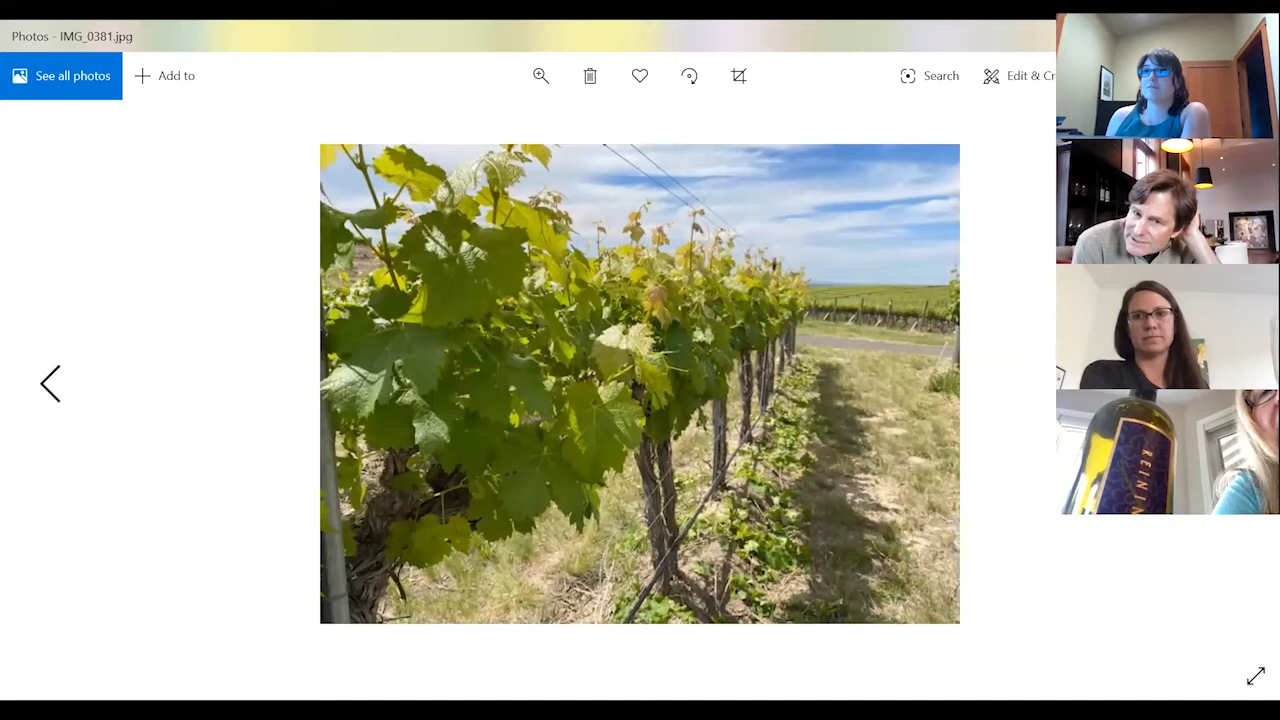 Photos - IMG_0381.jpg
See all photos
Add to
Search
Edit & Cr
REININ